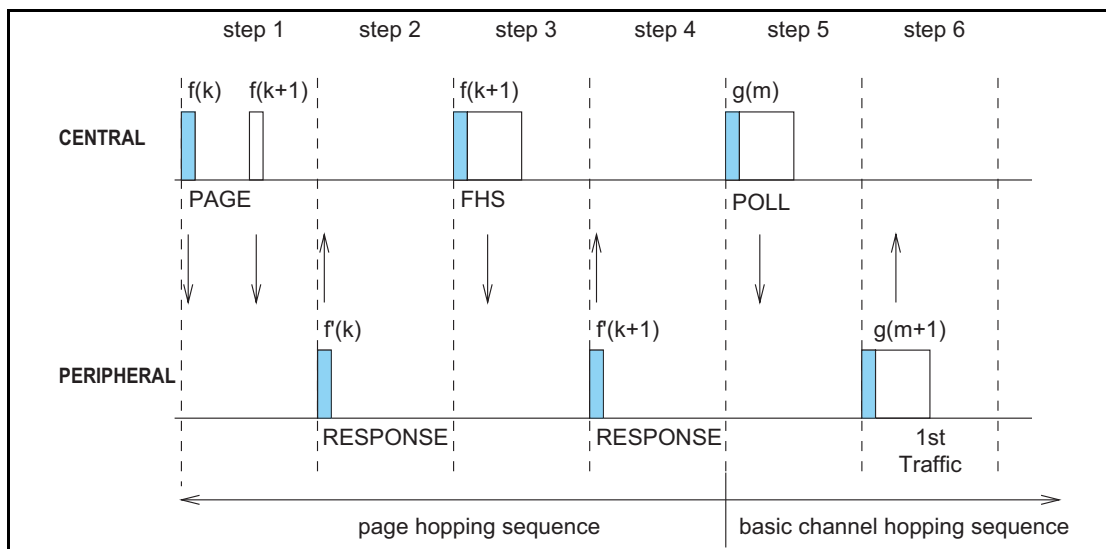 step 1 step 2 step 3 step 4 step 5 step 6
f(k) f(k+1) f(k+1) g(m)
CENTRAL
PAGE FHS POLL
f'(k) f'(k+1) g(m+1)
PERIPHERAL
RESPONSE RESPONSE 1st
Traffic
page hopping sequence basic channel hopping sequence